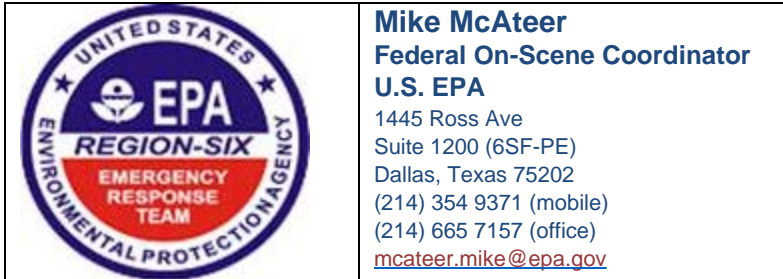 UNITED STATES
EPA
REGION-SIX
EMERGENCY
RESPONSE
TEAM
ENVIRONMENTAL PROTECTION AGENCY
Mike McAteer
Federal On-Scene Coordinator
U.S. EPA
1445 Ross Ave
Suite 1200 (6SF-PE)
Dallas, Texas 75202
(214) 354 9371 (mobile)
(214) 665 7157 (office)
mcateer.mike@epa.gov